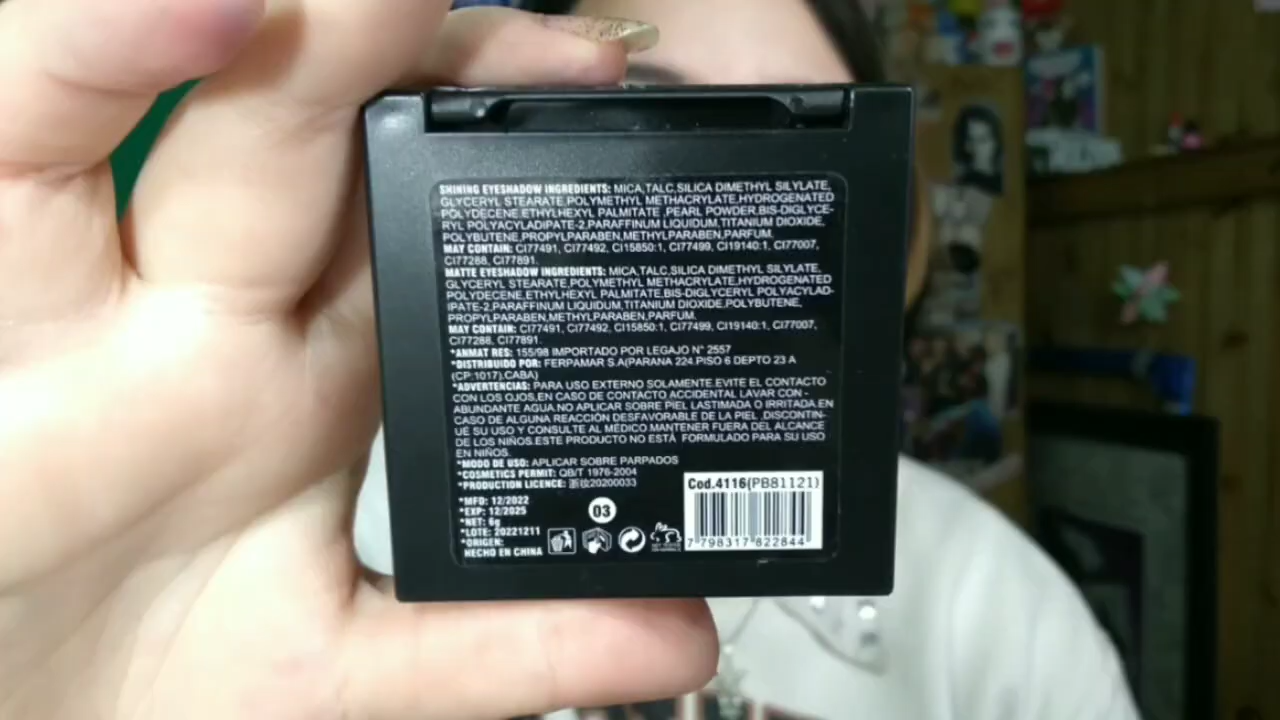 SHINING EYESHADOW INGREDIENTS: MICA,TALC,SILICA DIMETHYL SILYLATE,
GLYCERYL STEARATE,POLYMETHYL METHACRYLATE,HYDROGENATED
POLYDECENE,ETHYLHEXYL PALMITATE ,PEARL POWDER,BIS-DIGLYCE-
RYL POLYACYLADIPATE-2,PARAFFINUM LIQUIDUM,TITANIUM DIOXIDE,
POLYBUTENE,PROPYLPARABEN,METHYLPARABEN,PARFUM.
MAY CONTAIN: CI77491, CI77492, CI15850:1, CI77499, CI19140:1, CI77007,
CI77288, CI77891.
MATTE EYESHADOW INGREDIENTS: MICA,TALC,SILICA DIMETHYL SILYLATE,
GLYCERYL STEARATE,POLYMETHYL METHACRYLATE,HYDROGENATED
POLYDECENE,ETHYLHEXYL PALMITATE,BIS-DIGLYCERYL POLYACYLAD-
IPATE-2,PARAFFINUM LIQUIDUM,TITANIUM DIOXIDE,POLYBUTENE,
PROPYLPARABEN,METHYLPARABEN,PARFUM.
MAY CONTAIN: CI77491, CI77492, CI15850:1, CI77499, CI19140:1, CI77007,
CI77288, CI77891.
*ANMAT RES: 155/98 IMPORTADO POR LEGAJO N° 2557
*DISTRIBUIDO POR: FERPAMAR S.A(PARANA 224.PISO 6 DEPTO 23 A
(CP:1017).CABA)
*ADVERTENCIAS: PARA USO EXTERNO SOLAMENTE.EVITE EL CONTACTO
CON LOS OJOS,EN CASO DE CONTACTO ACCIDENTAL LAVAR CON -
ABUNDANTE AGUA.NO APLICAR SOBRE PIEL LASTIMADA O IRRITADA.EN
CASO DE ALGUNA REACCIÓN DESFAVORABLE DE LA PIEL ,DISCONTIN-
UE SU USO Y CONSULTE AL MÉDICO.MANTENER FUERA DEL ALCANCE
DE LOS NIÑOS.ESTE PRODUCTO NO ESTÁ FORMULADO PARA SU USO
EN NIÑOS.
*MODO DE USO: APLICAR SOBRE PARPADOS
*COSMETICS PERMIT: QB/T 1976-2004
*PRODUCTION LICENCE: 浙妆20200033
*MFD: 12/2022
*EXP: 12/2025
*NET: 6g
*LOTE: 20221211
*ORIGEN:
HECHO EN CHINA
03
Cod.4116(PB81121)
7 798317 822844